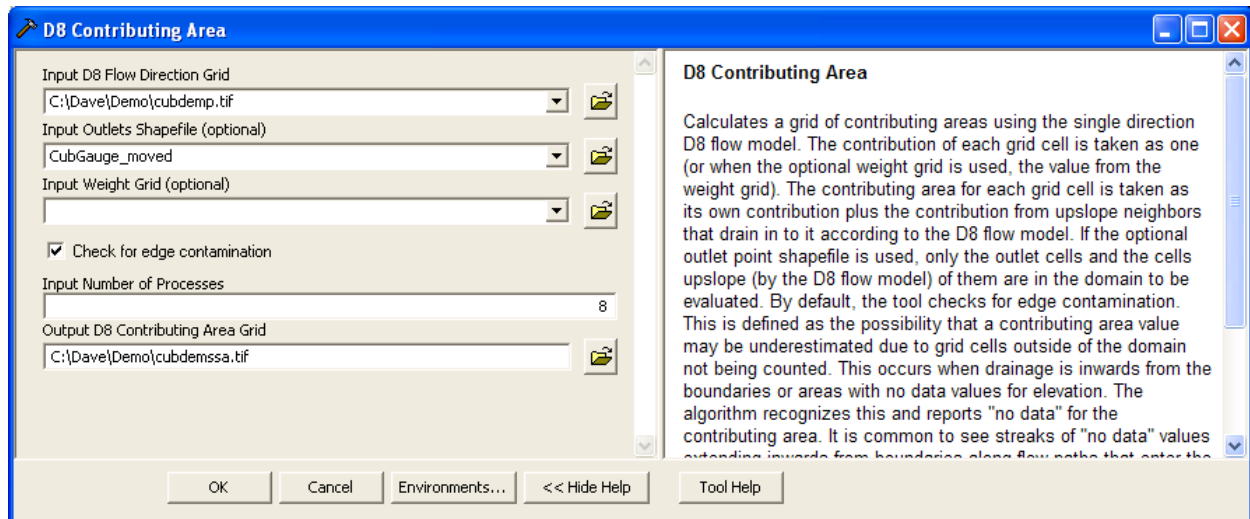 D8 Contributing Area
Input D8 Flow Direction Grid
C:\Dave\Demo\cubdemp.tif
Input Outlets Shapefile (optional)
CubGauge_moved
Input Weight Grid (optional)
Check for edge contamination
Input Number of Processes
8
Output D8 Contributing Area Grid
C:\Dave\Demo\cubdemssa.tif
D8 Contributing Area
Calculates a grid of contributing areas using the single direction
D8 flow model. The contribution of each grid cell is taken as one
(or when the optional weight grid is used, the value from the
weight grid). The contributing area for each grid cell is taken as
its own contribution plus the contribution from upslope neighbors
that drain in to it according to the D8 flow model. If the optional
outlet point shapefile is used, only the outlet cells and the cells
upslope (by the D8 flow model) of them are in the domain to be
evaluated. By default, the tool checks for edge contamination.
This is defined as the possibility that a contributing area value
may be underestimated due to grid cells outside of the domain
not being counted. This occurs when drainage is inwards from the
boundaries or areas with no data values for elevation. The
algorithm recognizes this and reports "no data" for the
contributing area. It is common to see streaks of "no data" values
extending inwards from boundaries along flow paths that enter the
OK
Cancel
Environments...
<< Hide Help
Tool Help